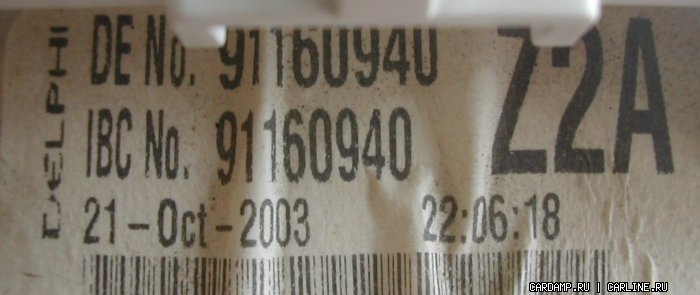 DELPHI
DE No. 91160940
IBC No. 91160940
Z2A
21-Oct-2003 22:06:18
CARDAMP.RU | CARLINE.RU